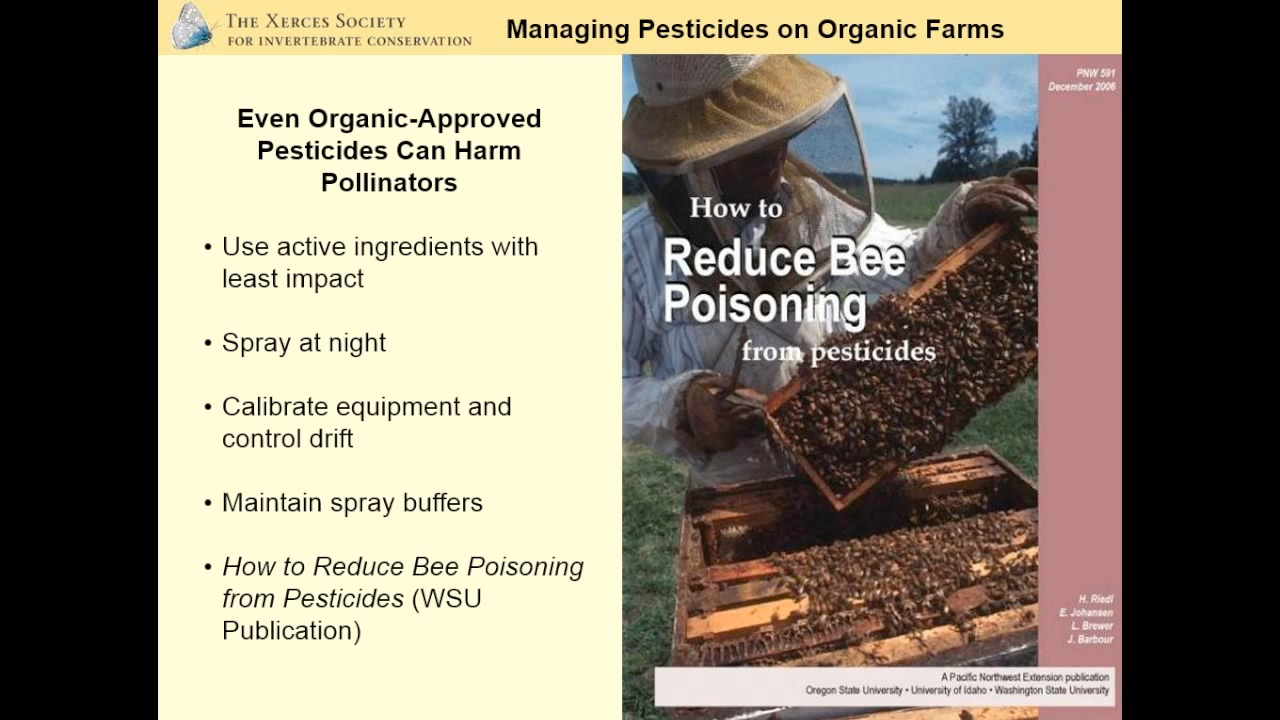 THE XERCES SOCIETY
FOR INVERTEBRATE CONSERVATION
Managing Pesticides on Organic Farms
Even Organic-Approved
Pesticides Can Harm
Pollinators
• Use active ingredients with
least impact
• Spray at night
• Calibrate equipment and
control drift
• Maintain spray buffers
• How to Reduce Bee Poisoning
from Pesticides (WSU
Publication)
PNW 591
December 2006
How to
Reduce Bee
Poisoning
from pesticides
H. Riedl
E. Johansen
L. Brewer
J. Barbour
A Pacific Northwest Extension publication
Oregon State University • University of Idaho • Washington State University